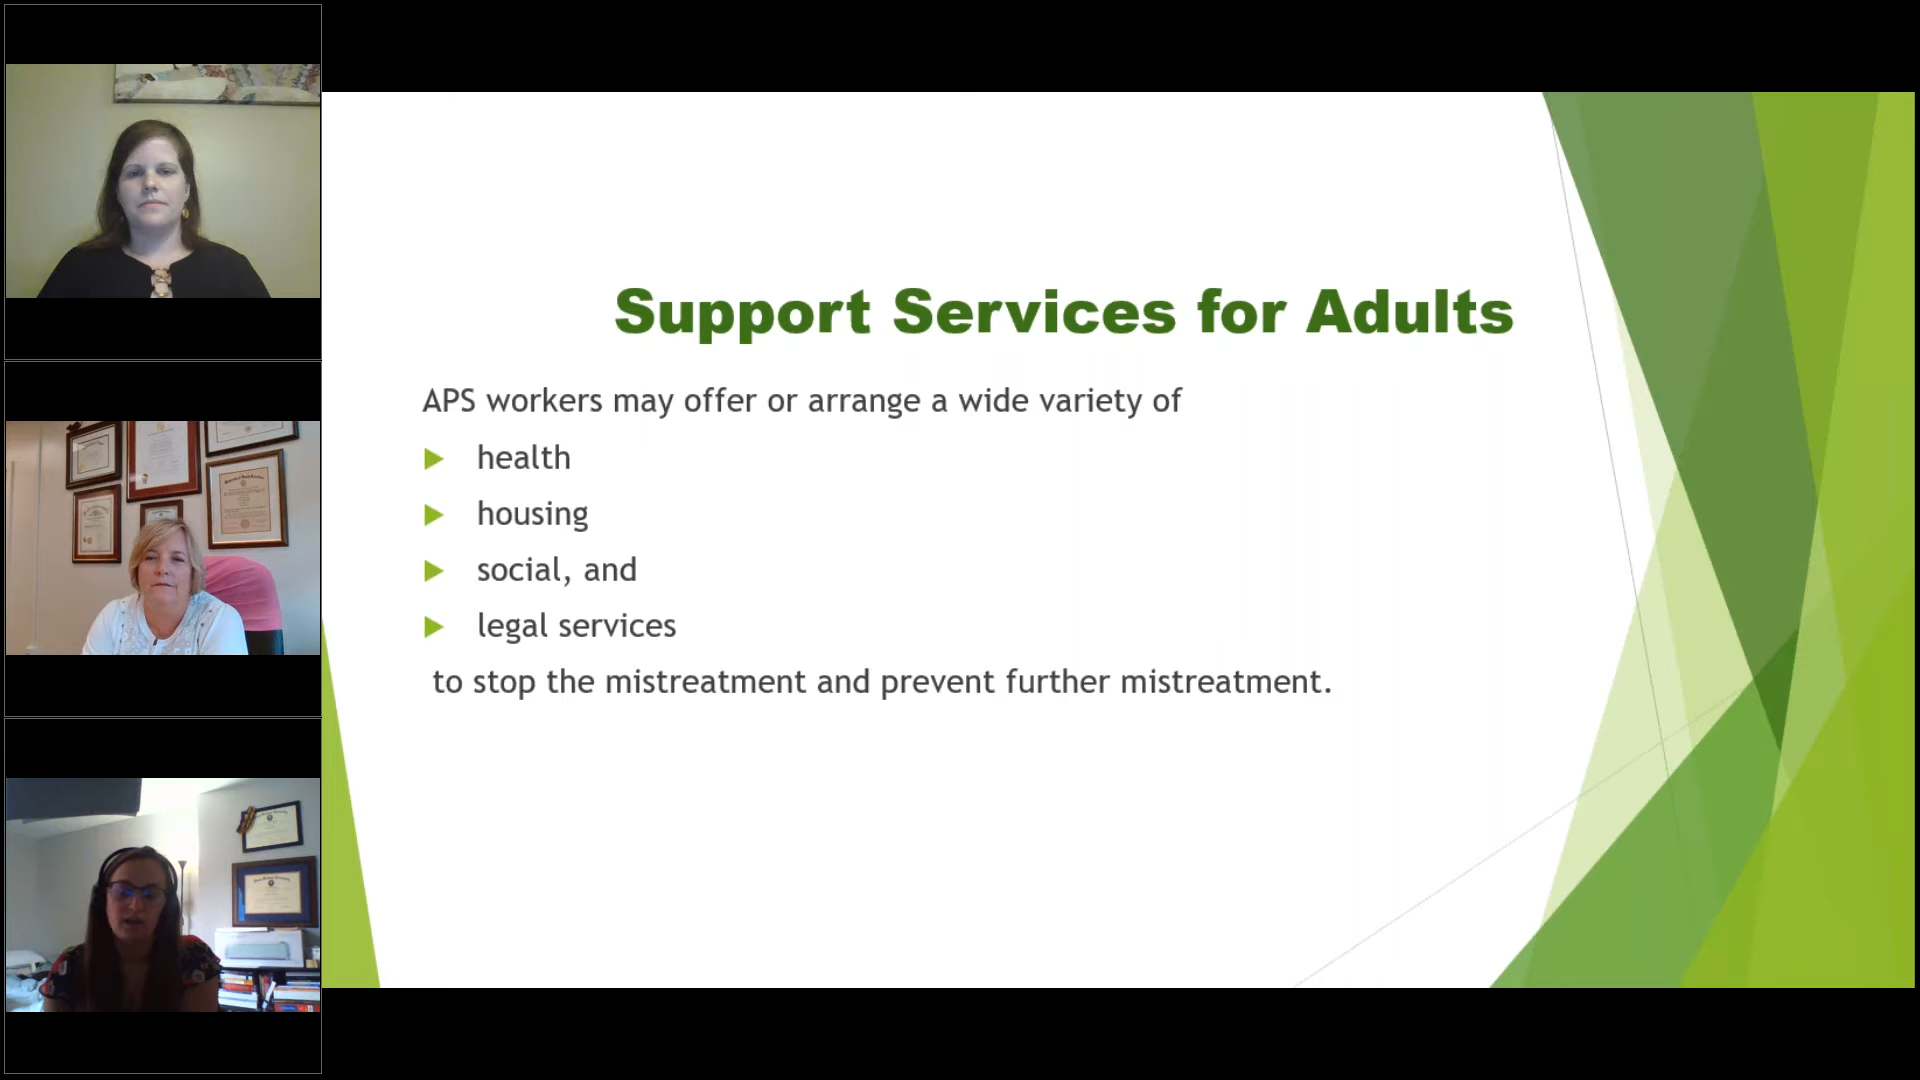 Support Services for Adults
APS workers may offer or arrange a wide variety of
health
housing
social, and
legal services
to stop the mistreatment and prevent further mistreatment.